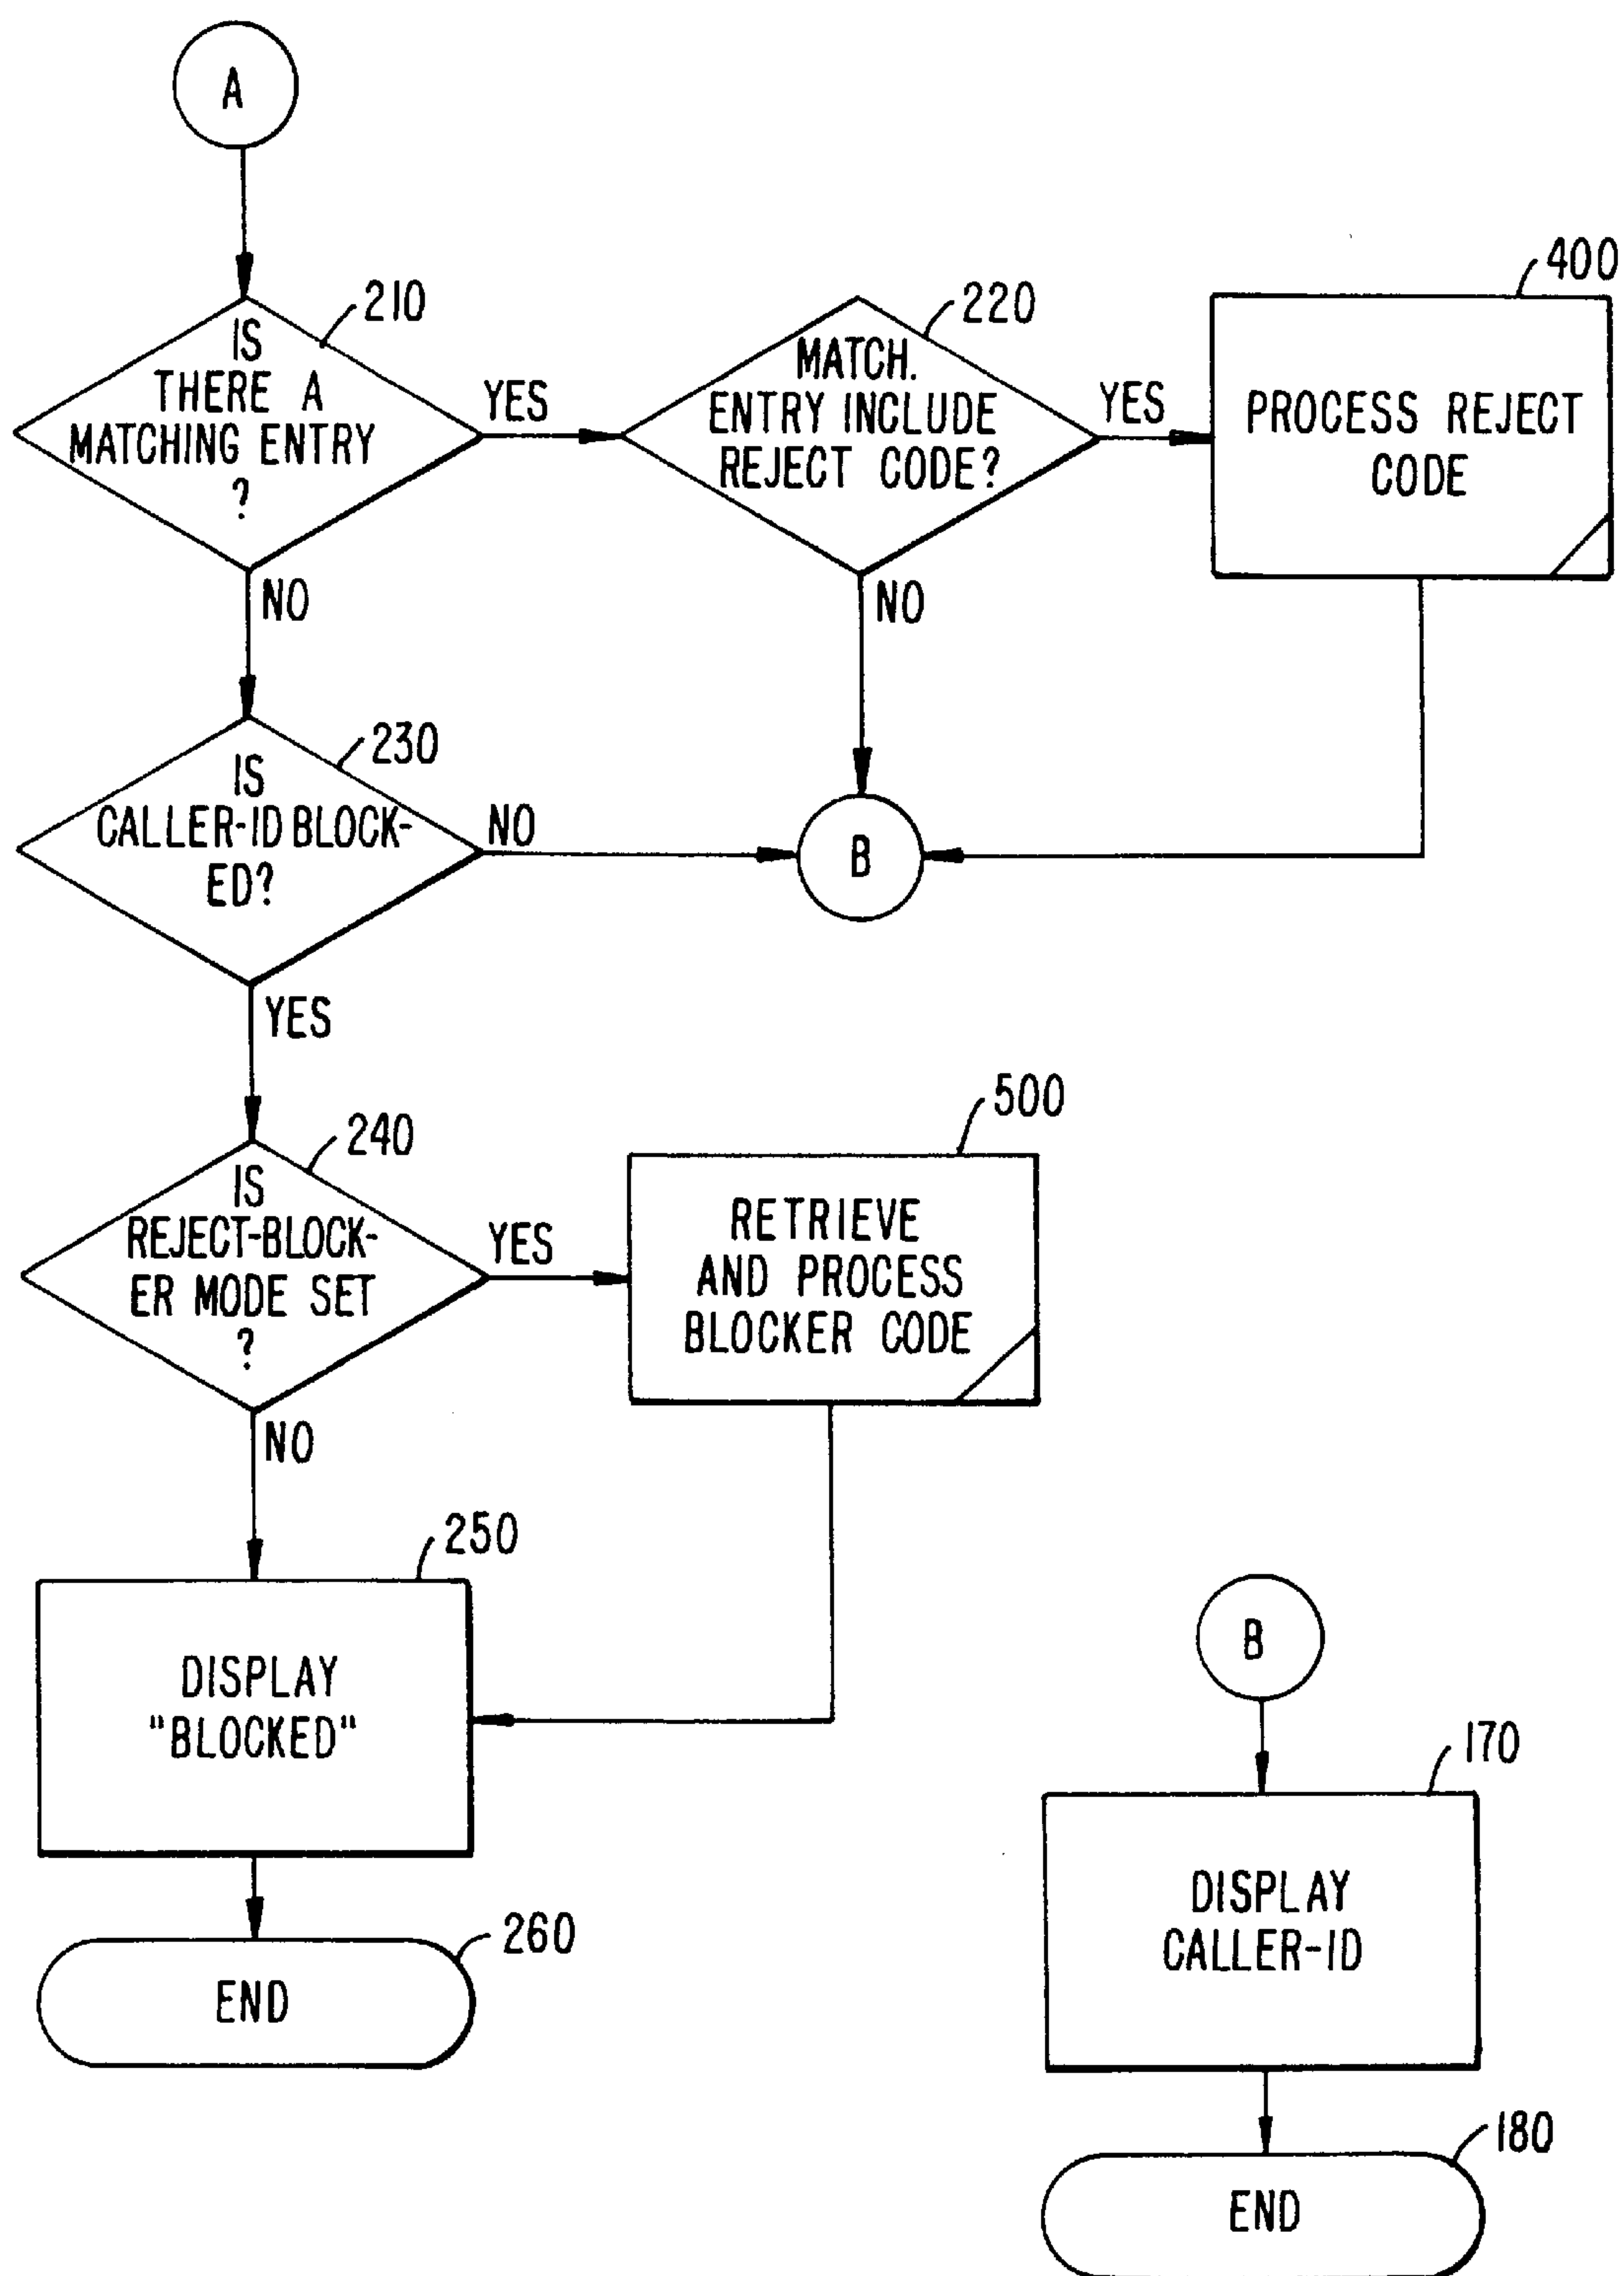 A
210
IS
THERE A
MATCHING ENTRY
?
YES
NO
220
MATCH.
ENTRY INCLUDE
REJECT CODE?
YES
NO
400
PROCESS REJECT
CODE
230
IS
CALLER-ID BLOCK-
ED?
NO
YES
B
240
IS
REJECT-BLOCK-
ER MODE SET
?
YES
NO
500
RETRIEVE
AND PROCESS
BLOCKER CODE
250
DISPLAY
"BLOCKED"
260
END
B
170
DISPLAY
CALLER-ID
180
END